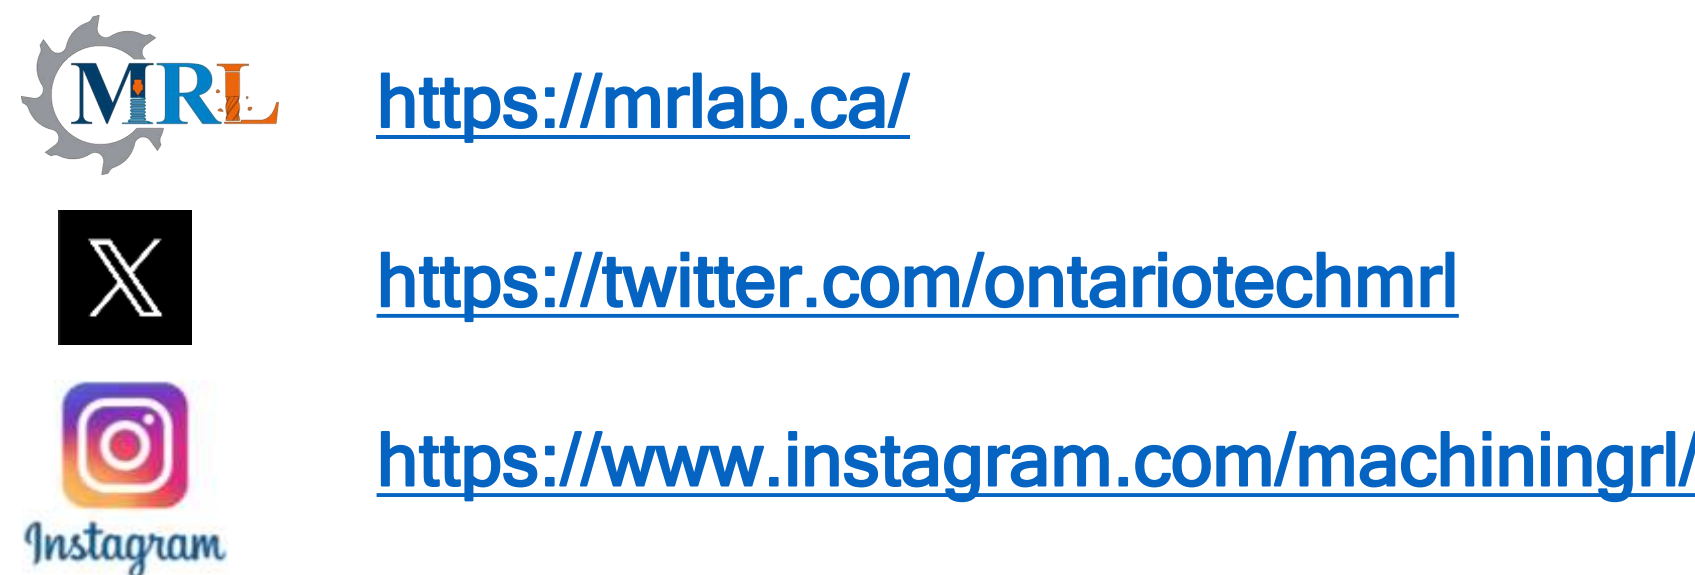 MRL
https://mrlab.ca/
X
https://twitter.com/ontariotechmrl
https://www.instagram.com/machiningrl/
Instagram